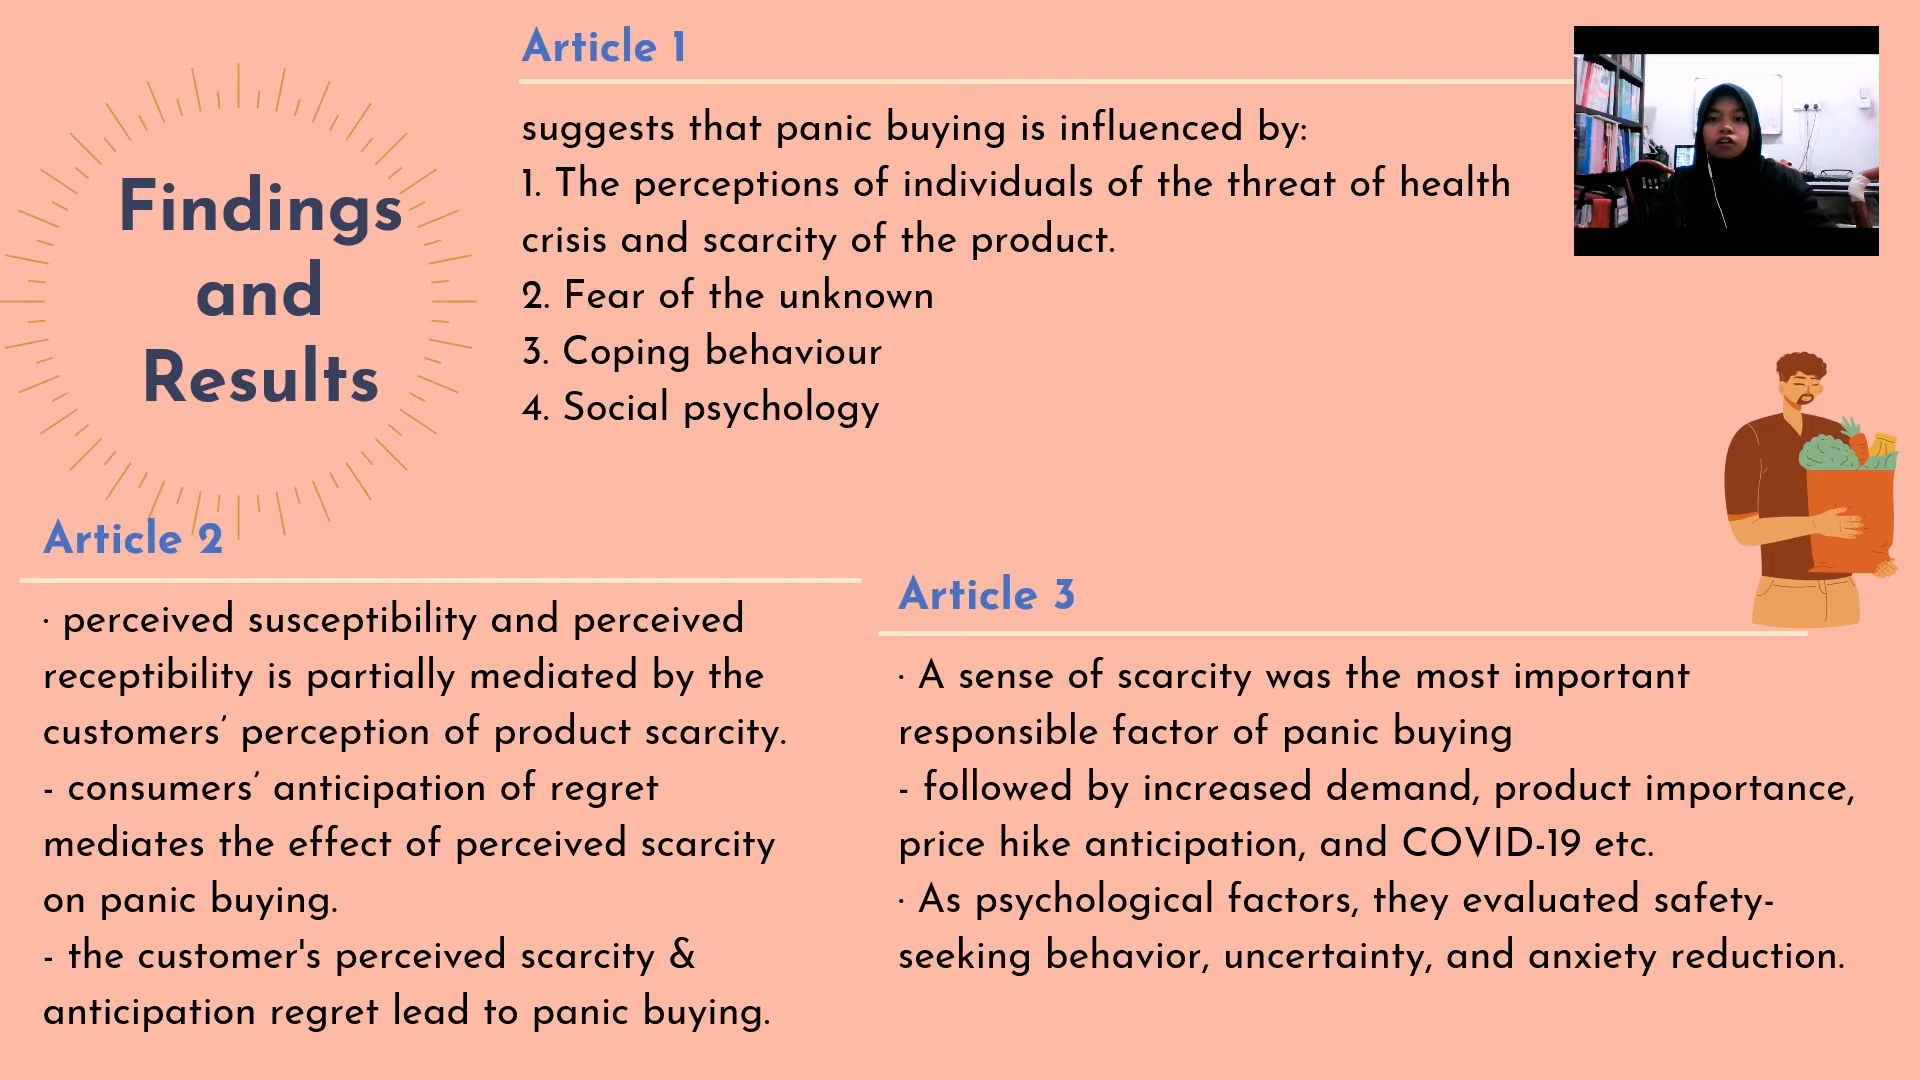 Findings
and
Results
Article 1
suggests that panic buying is influenced by:
1. The perceptions of individuals of the threat of health
crisis and scarcity of the product.
2. Fear of the unknown
3. Coping behaviour
4. Social psychology
Article 2
· perceived susceptibility and perceived
receptibility is partially mediated by the
customers’ perception of product scarcity.
- consumers’ anticipation of regret
mediates the effect of perceived scarcity
on panic buying.
- the customer's perceived scarcity &
anticipation regret lead to panic buying.
Article 3
· A sense of scarcity was the most important
responsible factor of panic buying
- followed by increased demand, product importance,
price hike anticipation, and COVID-19 etc.
· As psychological factors, they evaluated safety-
seeking behavior, uncertainty, and anxiety reduction.